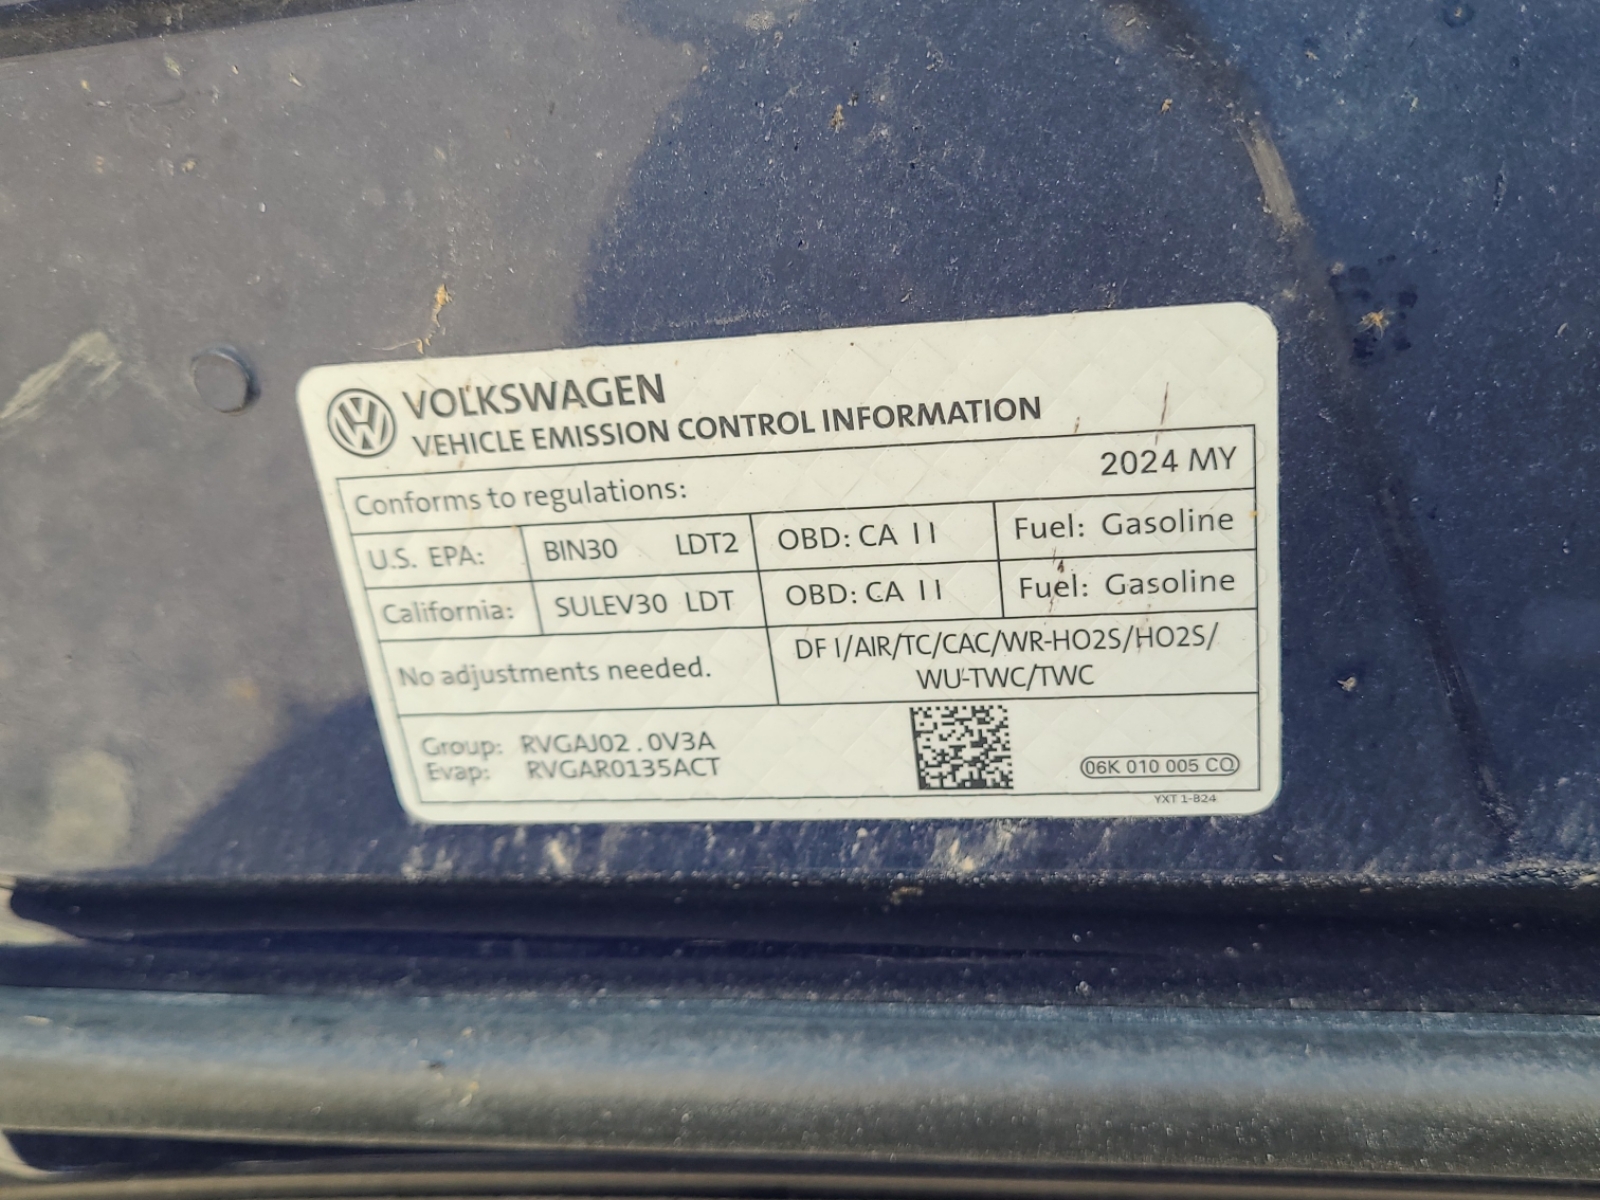 VOLKSWAGEN
VEHICLE EMISSION CONTROL INFORMATION
Conforms to regulations: 2024 MY
U.S. EPA: BIN30 LDT2 OBD: CA II Fuel: Gasoline
California: SULEV30 LDT OBD: CA II Fuel: Gasoline
No adjustments needed. DFI/AIR/TC/CAC/WR-HO2S/HO2S/
WU-TWC/TWC
Group: RVGAJ02.0V3A
Evap: RVGAR0135ACT
06K 010 005 CQ
YXT 1-B24